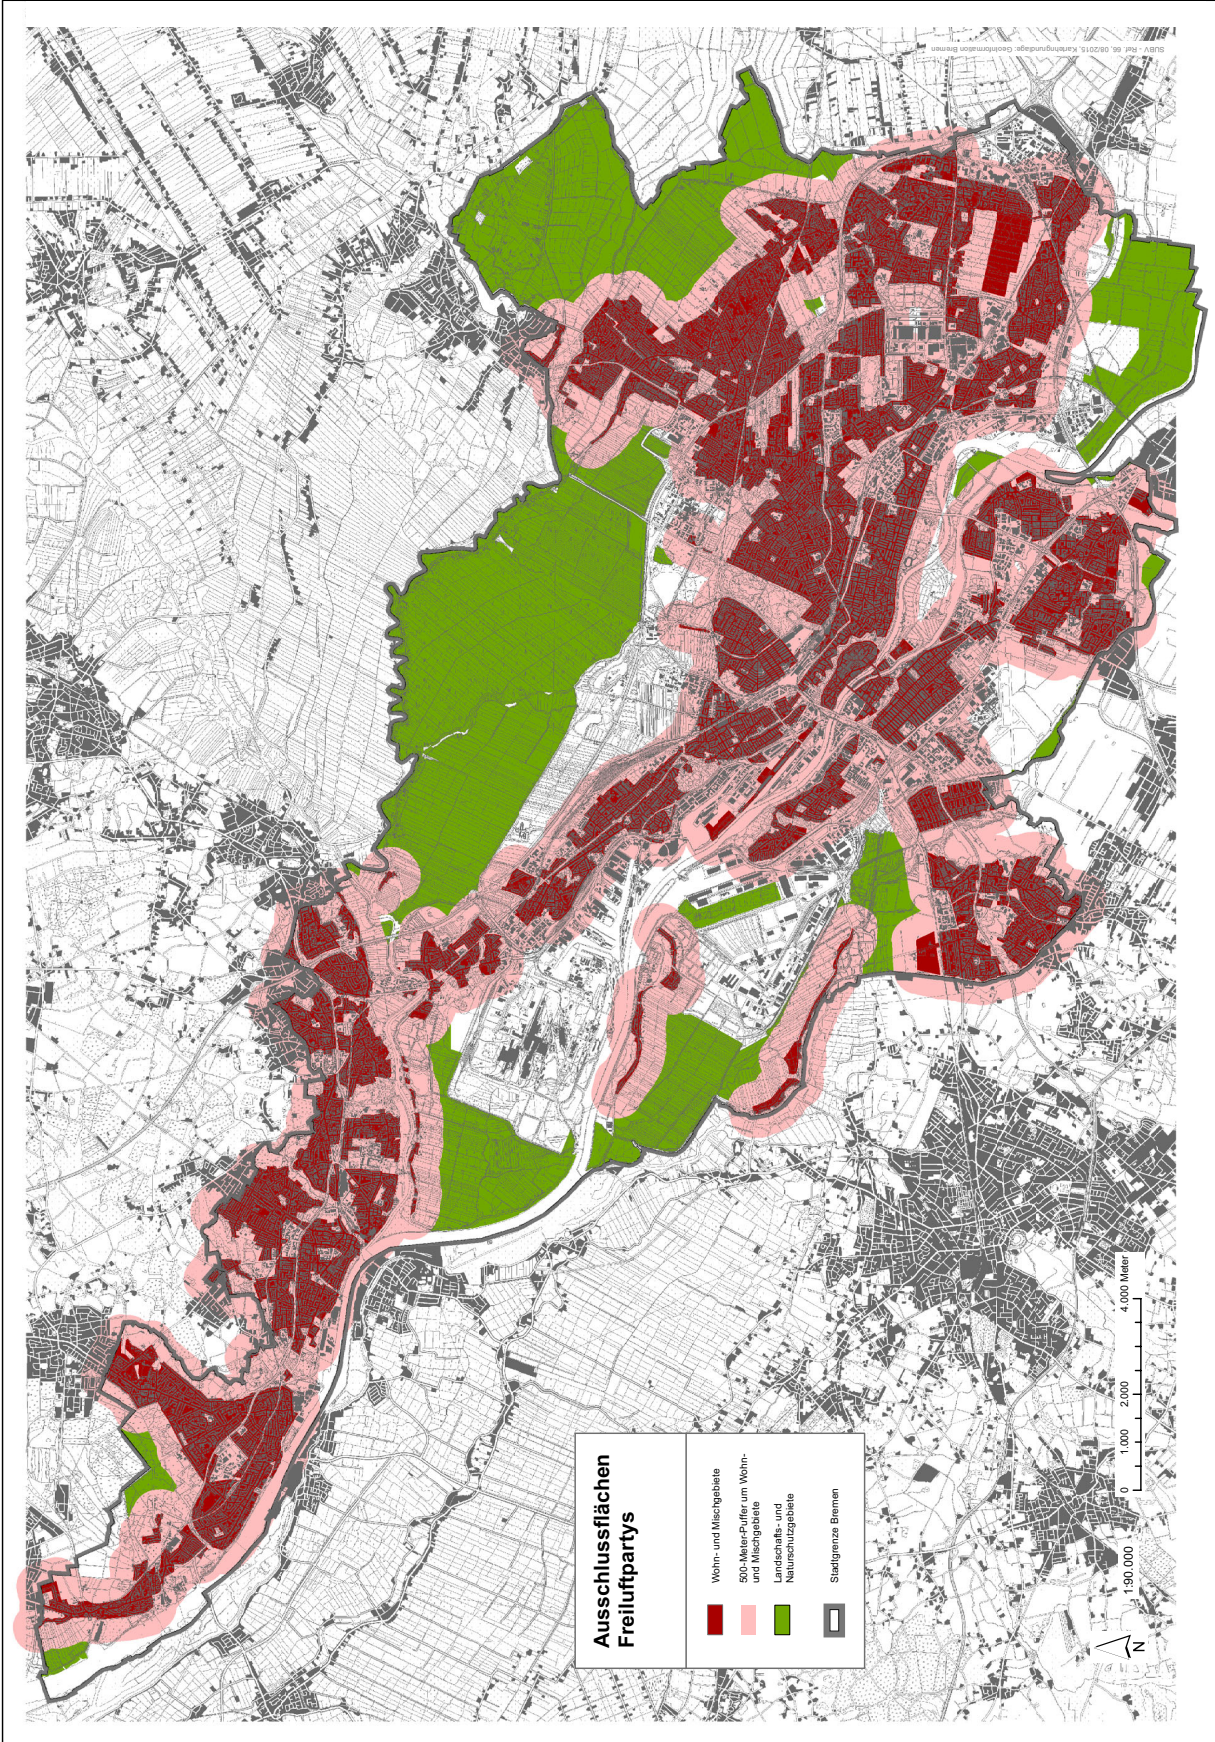 Ausschlussflächen
Freiluftpartys
Wohn- und Mischgebiete
500-Meter-Puffer um Wohn-
und Mischgebiete
Landschafts- und
Naturschutzgebiete
Stadtgrenze Bremen
N
1:90.000
0 1.000 2.000 4.000 Meter
SUBV - Ref. 66, 08/2015, Kartengrundlage: Geoinformation Bremen